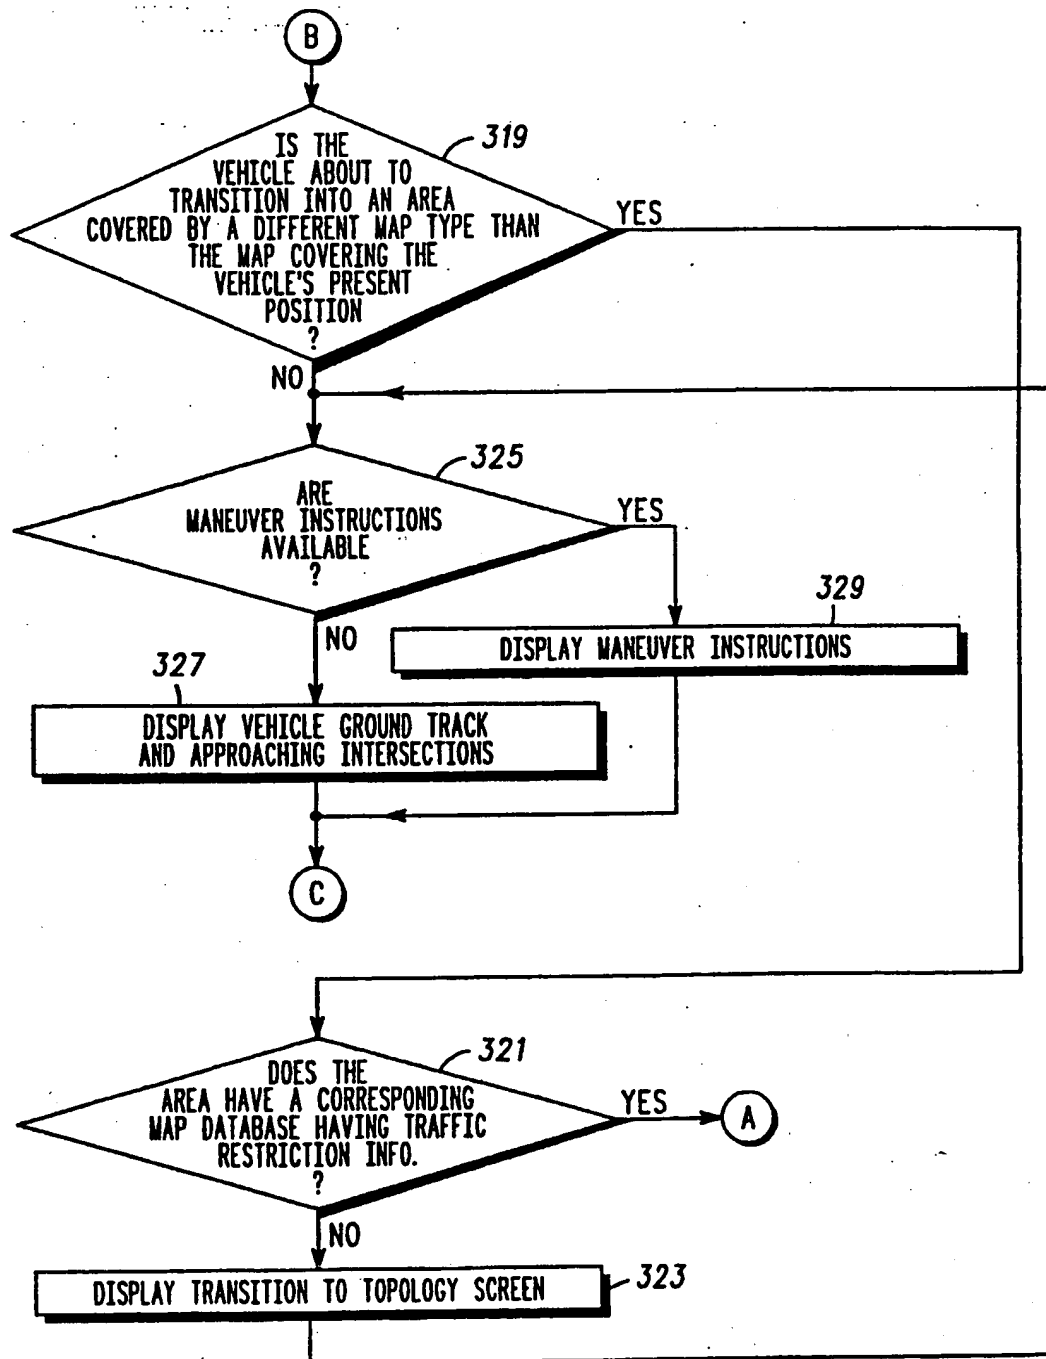 B
319
IS THE
VEHICLE ABOUT TO
TRANSITION INTO AN AREA
COVERED BY A DIFFERENT MAP TYPE THAN
THE MAP COVERING THE
VEHICLE'S PRESENT
POSITION
?
YES
NO
325
ARE
MANEUVER INSTRUCTIONS
AVAILABLE
?
YES
NO
329
DISPLAY MANEUVER INSTRUCTIONS
327
DISPLAY VEHICLE GROUND TRACK
AND APPROACHING INTERSECTIONS
C
321
DOES THE
AREA HAVE A CORRESPONDING
MAP DATABASE HAVING TRAFFIC
RESTRICTION INFO.
?
YES
A
NO
DISPLAY TRANSITION TO TOPOLOGY SCREEN
323